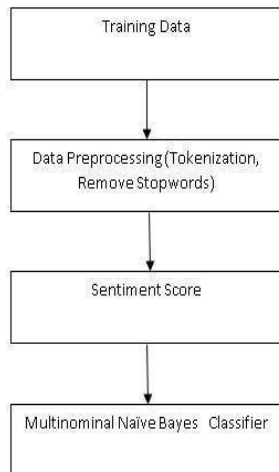 Training Data
Data Preprocessing(Tokenization,
Remove Stopwords)
Sentiment Score
Multinominal Naïve Bayes Classifier